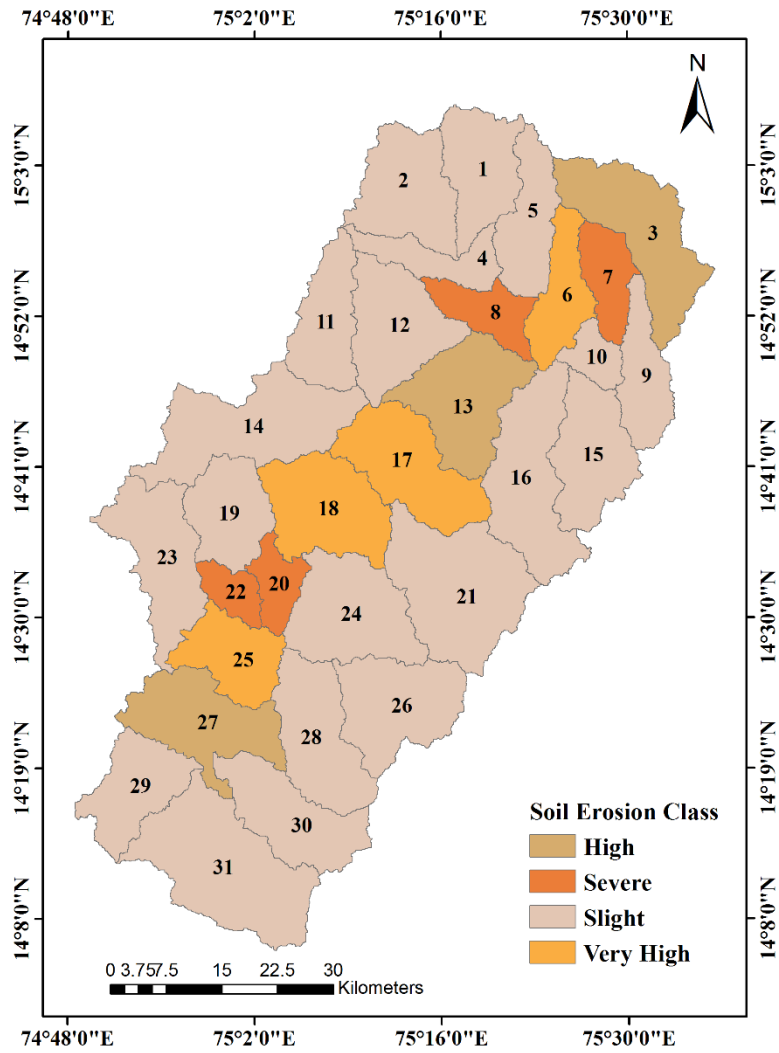 74°48'0"E 75°2'0"E 75°16'0"E 75°30'0"E
N
15°3'0"N 15°3'0"N
1
2
5
3
4
7
6
8
14°52'0"N 14°52'0"N
11
12
10
9
13
14
17
15
14°41'0"N 14°41'0"N
16
18
19
23
20
22
21
24
14°30'0"N 14°30'0"N
25
26
27
28
14°19'0"N 14°19'0"N
29
30
31
Soil Erosion Class
High
Severe
Slight
Very High
14°8'0"N 14°8'0"N
0 3.757.5 15 22.5 30
Kilometers
74°48'0"E 75°2'0"E 75°16'0"E 75°30'0"E